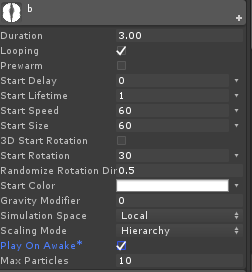 b
Duration 3.00
Looping
Prewarm
Start Delay 0
Start Lifetime 1
Start Speed 60
Start Size 60
3D Start Rotation
Start Rotation 30
Randomize Rotation Dir 0.5
Start Color
Gravity Modifier 0
Simulation Space Local
Scaling Mode Hierarchy
Play On Awake*
Max Particles 10